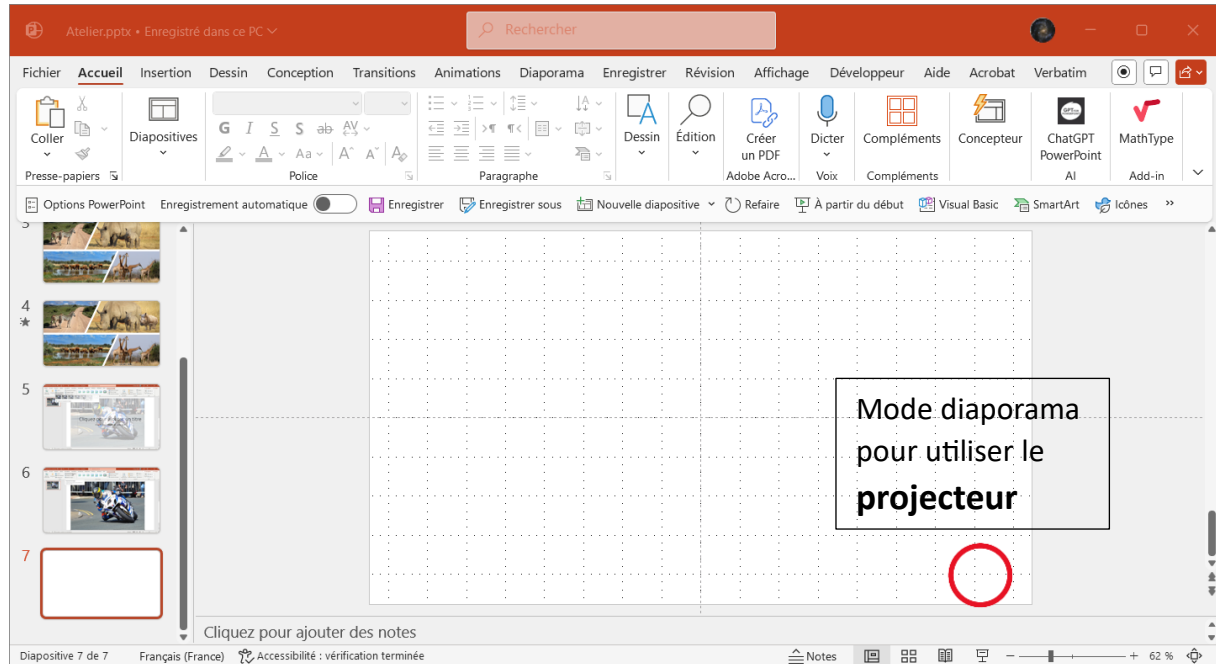 Atelier.pptx • Enregistré dans ce PC
Rechercher
Fichier Accueil Insertion Dessin Conception Transitions Animations Diaporama Enregistrer Révision Affichage Développeur Aide Acrobat Verbatim
Coller
Diapositives
G I S S ab AV
Aa A A A
Dessin
Édition
Créer
un PDF
Dicter
Compléments
Concepteur
ChatGPT
PowerPoint
MathType
Presse-papiers Police Paragraphe Adobe Acro... Voix Compléments AI Add-in
Options PowerPoint Enregistrement automatique Enregistrer Enregistrer sous Nouvelle diapositive Refaire À partir du début Visual Basic SmartArt Icônes
4
5
6
7
Mode diaporama
pour utiliser le
projecteur
Cliquez pour ajouter des notes
Diapositive 7 de 7 Français (France) Accessibilité : vérification terminée Notes 62 %